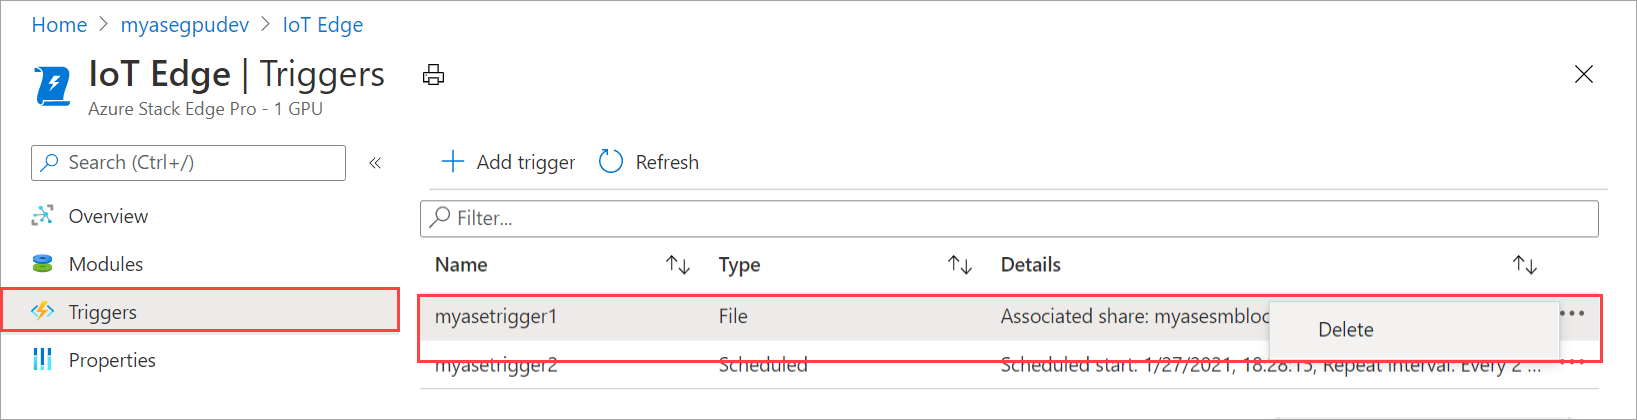 Home > myasegpudev > IoT Edge
IoT Edge | Triggers
Azure Stack Edge Pro - 1 GPU
Search (Ctrl+/) «
Add trigger Refresh
Overview
Modules
Triggers
Properties
Filter...
Name Type Details
myasetrigger1 File Associated share: myasesmbloc ...
Delete
myasetrigger2 Scheduled Scheduled start: 1/27/2021, 18:28:15, Repeat interval: Every 2 ... ...